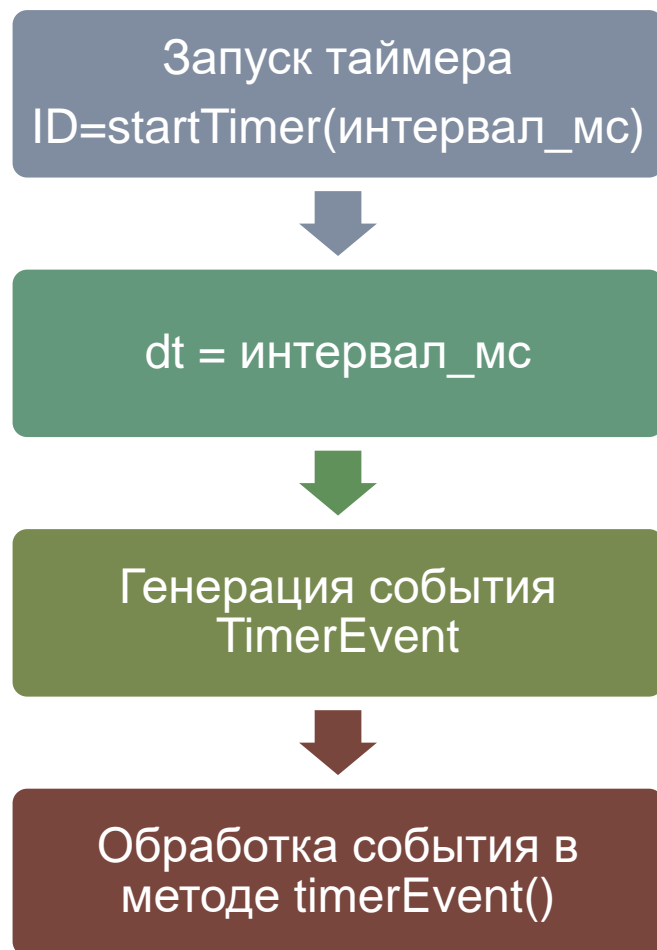 Запуск таймера
ID=startTimer(интервал_мс)
dt = интервал_мс
Генерация события
TimerEvent
Обработка события в
методе timerEvent()